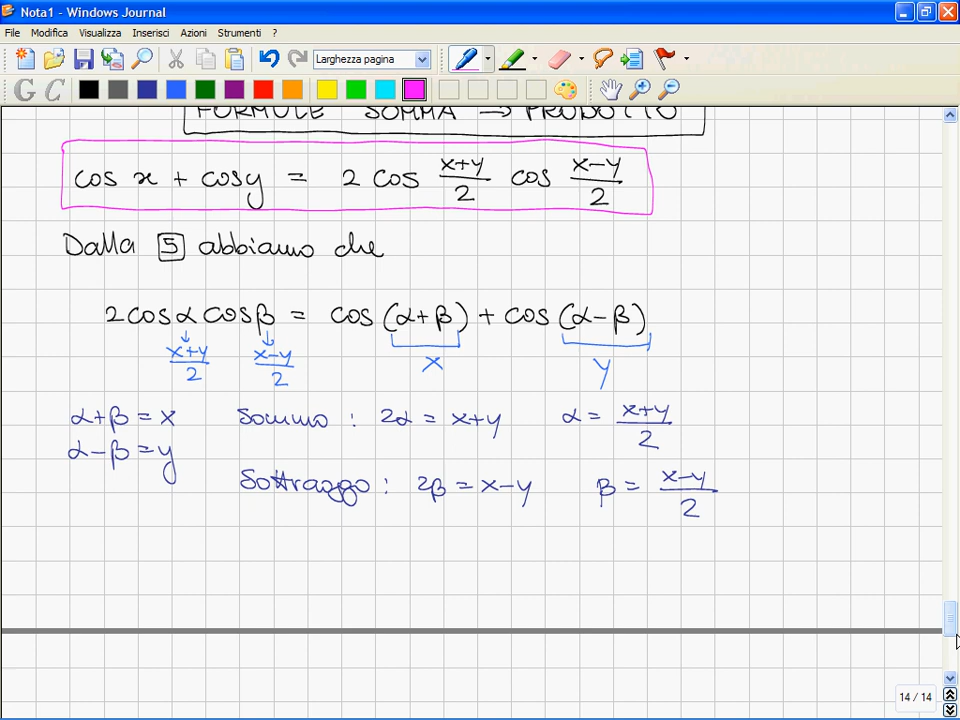 Nota1 - Windows Journal
File Modifica Visualizza Inserisci Azioni Strumenti ?
Larghezza pagina
FORMULE SOMMA → PRODOTTO
cos x + cos y = 2 cos (x+y)/2 cos (x-y)/2
Dalla 5 abbiamo che
2cos α cos β = cos (α+β) + cos (α-β)
↓ ↓
(x+y)/2 (x-y)/2 x y
α+β = x Sommo : 2α = x+y α = (x+y)/2
α-β = y
Sottraggo : 2β = x-y β = (x-y)/2
14 / 14